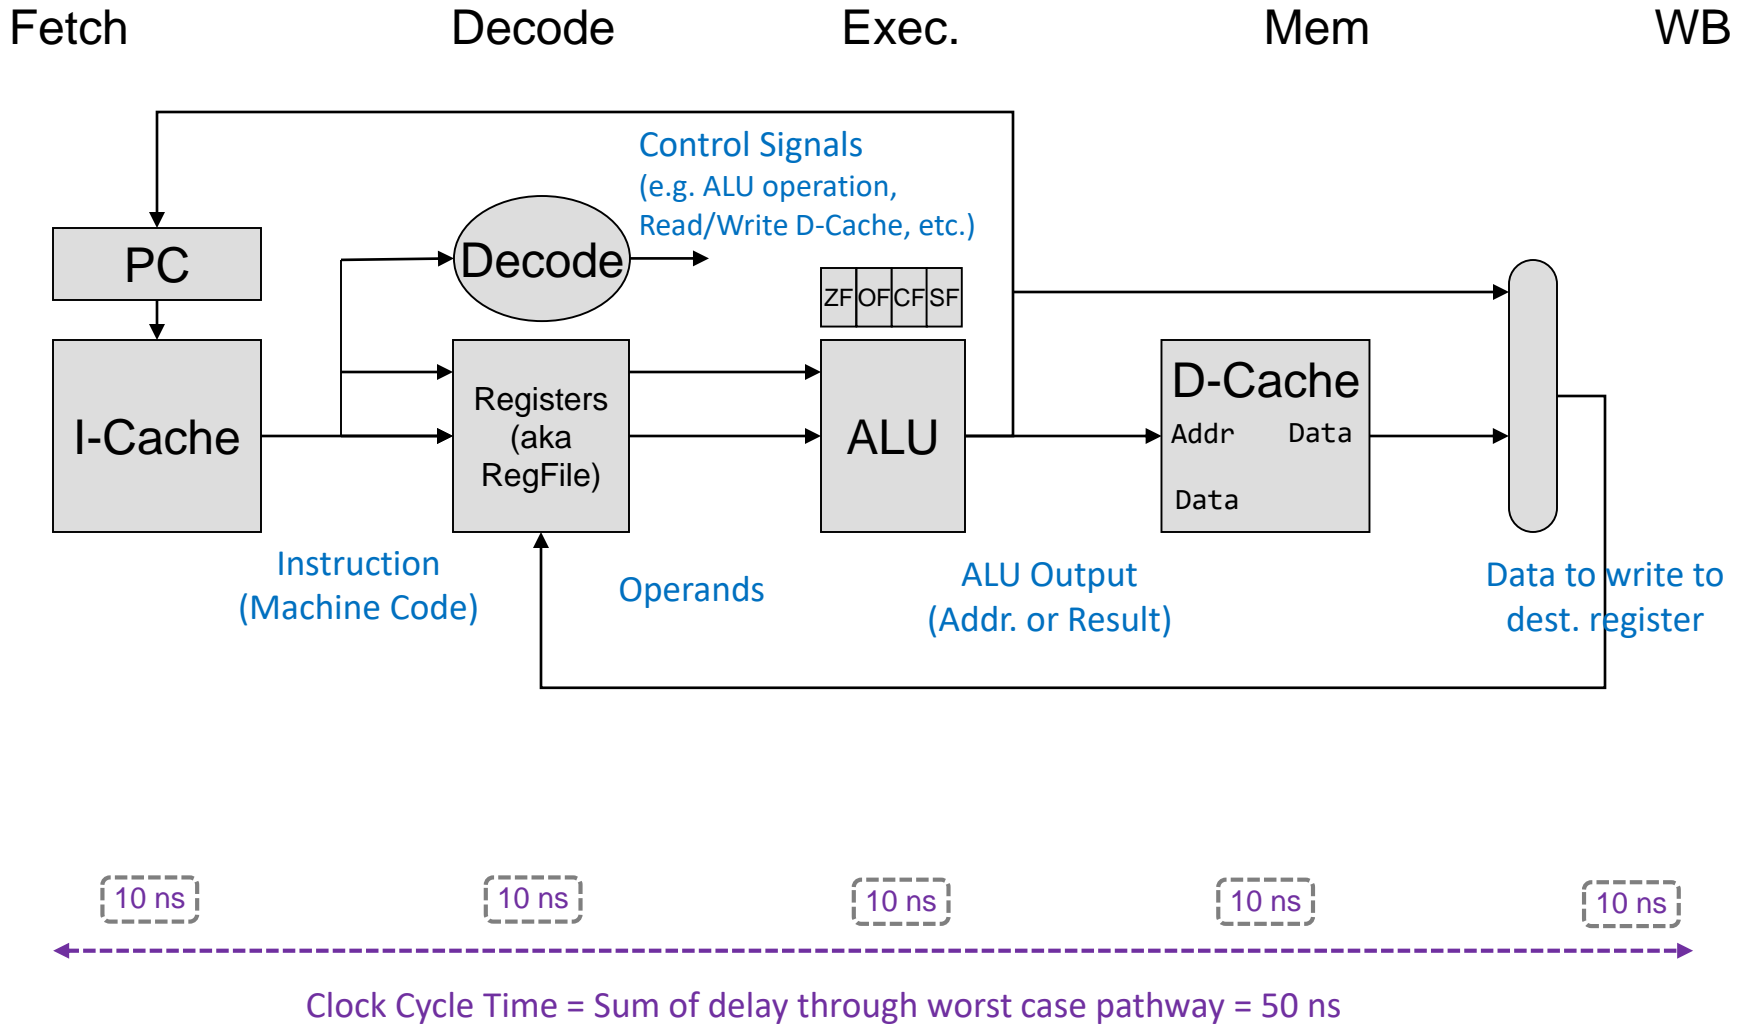 Fetch
Decode
Exec.
Mem
WB
Control Signals
(e.g. ALU operation,
Read/Write D-Cache, etc.)
PC
Decode
ZF
OF
CF
SF
I-Cache
Registers
(aka
RegFile)
ALU
D-Cache
Addr
Data
Data
Instruction
(Machine Code)
Operands
ALU Output
(Addr. or Result)
Data to write to
dest. register
10 ns
10 ns
10 ns
10 ns
10 ns
Clock Cycle Time = Sum of delay through worst case pathway = 50 ns